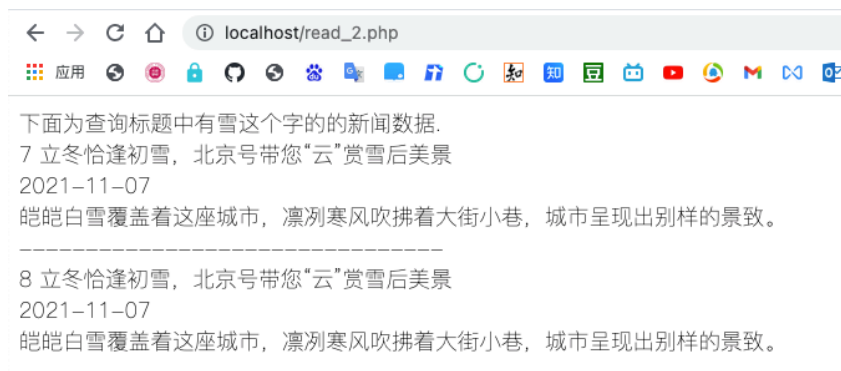 localhost/read_2.php
应用
下面为查询标题中有雪这个字的的新闻数据.
7 立冬恰逢初雪，北京号带您“云”赏雪后美景
2021-11-07
皑皑白雪覆盖着这座城市，凛冽寒风吹拂着大街小巷，城市呈现出别样的景致。
---------------------------------
8 立冬恰逢初雪，北京号带您“云”赏雪后美景
2021-11-07
皑皑白雪覆盖着这座城市，凛冽寒风吹拂着大街小巷，城市呈现出别样的景致。